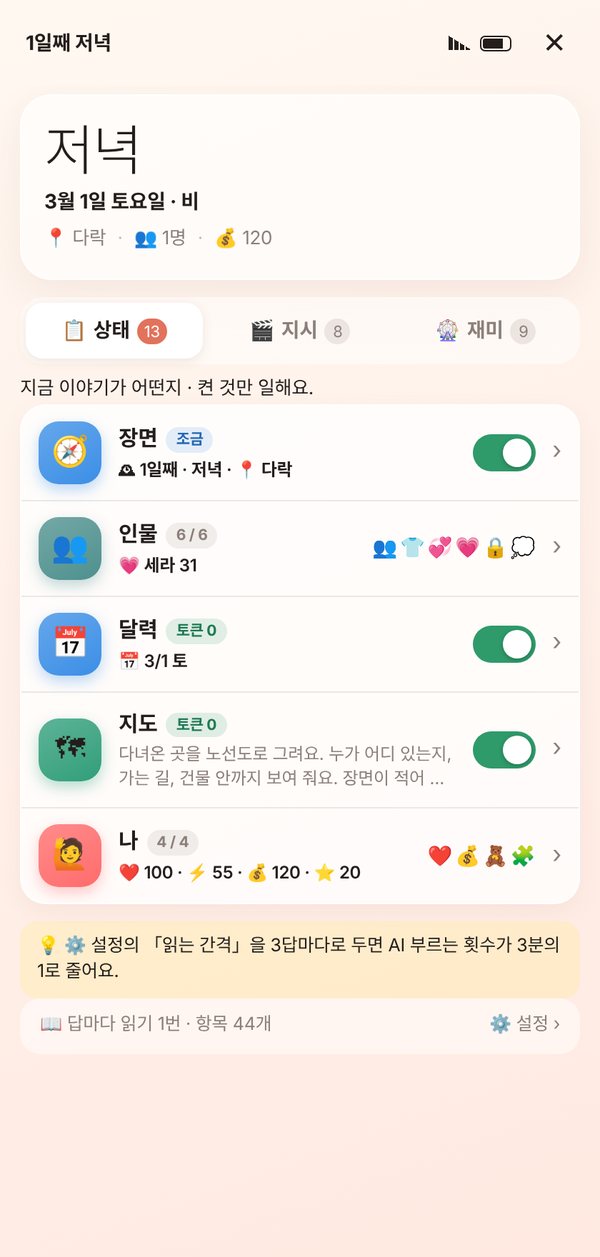 1일째 저녁
저녁
3월 1일 토요일 · 비
📍 다락 · 👥 1명 · 💰 120
📋 상태 13 🎬 지시 8 🎡 재미 9
지금 이야기가 어떤지 · 켠 것만 일해요.
장면 조금
🕰 1일째 · 저녁 · 📍 다락
인물 6 / 6
💗 세라 31
달력 토큰 0
📅 3/1 토
지도 토큰 0
다녀온 곳을 노선도로 그려요. 누가 어디 있는지,
가는 길, 건물 안까지 보여 줘요. 장면이 적어 ...
나 4 / 4
❤️ 100 · ⚡ 55 · 💰 120 · ⭐ 20
💡 ⚙️ 설정의 「읽는 간격」을 3답마다로 두면 AI 부르는 횟수가 3분의
1로 줄어요.
📖 답마다 읽기 1번 · 항목 44개 ⚙️ 설정 ›